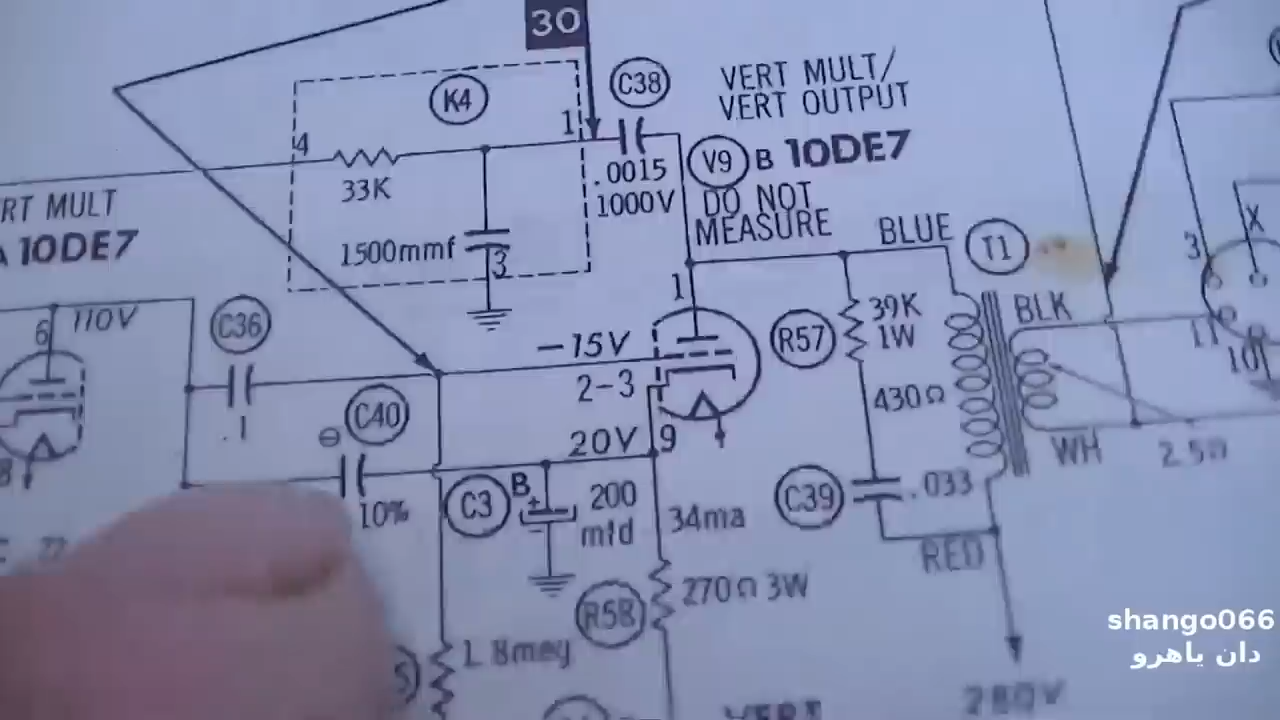 30
K4
C38
VERT MULT/
VERT OUTPUT
4
1
33K
.0015
1000V
V9 B 10DE7
DO NOT
MEASURE
RT MULT
A 10DE7
1500mmf
3
BLUE
T1
X
3
6
110V
C36
1
-15V
2-3
R57
39K
1W
BLK
11
10
.1
⊖
C40
20V
9
430Ω
WH
2.5Ω
10%
C3
B
+
-
200
mfd
34ma
C39
.033
RED
R58
270Ω 3W
1.8meg
280V
VERT
shango066
دان ياهرو